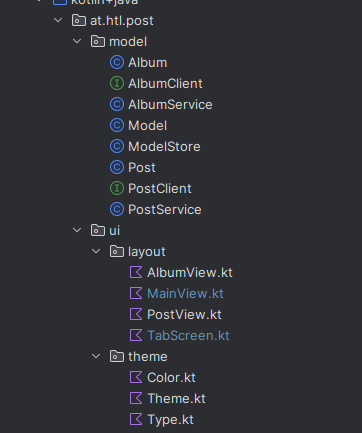 kotlin+java
at.htl.post
model
Album
AlbumClient
AlbumService
Model
ModelStore
Post
PostClient
PostService
ui
layout
AlbumView.kt
MainView.kt
PostView.kt
TabScreen.kt
theme
Color.kt
Theme.kt
Type.kt